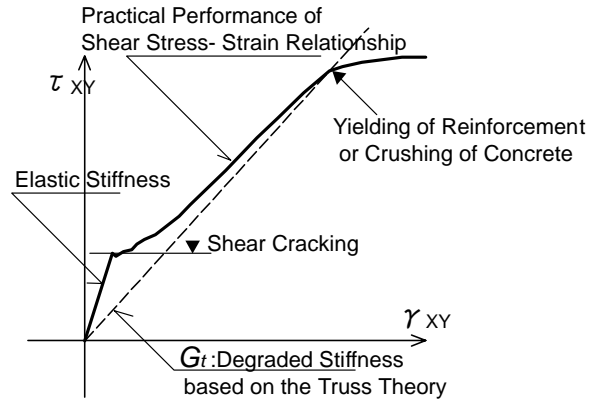 Practical Performance of
Shear Stress- Strain Relationship
τ XY
Yielding of Reinforcement
or Crushing of Concrete
Elastic Stiffness
Shear Cracking
γ XY
Gt:Degraded Stiffness
based on the Truss Theory